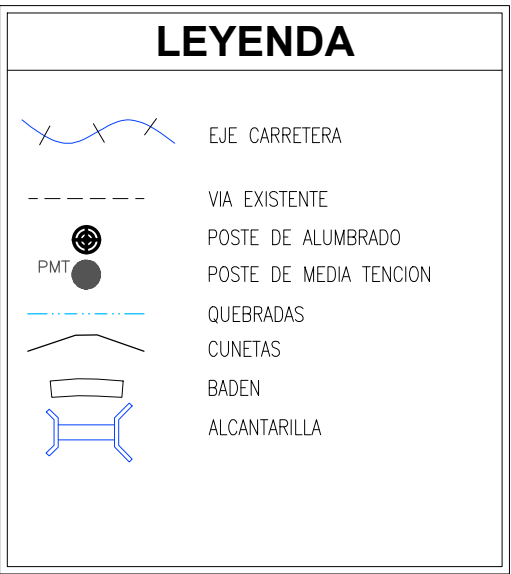 LEYENDA
EJE CARRETERA
VIA EXISTENTE
POSTE DE ALUMBRADO
PMT POSTE DE MEDIA TENCION
QUEBRADAS
CUNETAS
BADEN
ALCANTARILLA